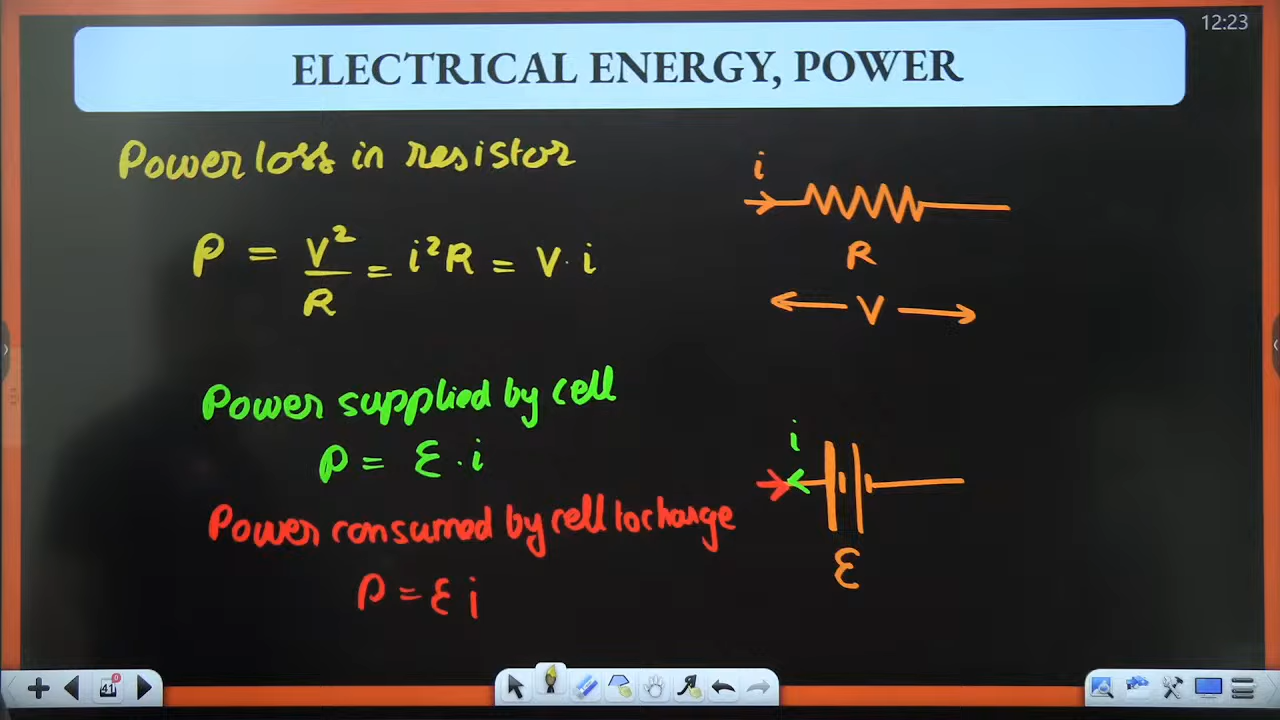 12:23
ELECTRICAL ENERGY, POWER
Power loss in resistor
P = V²/R = i²R = V·i
i
R
V
Power supplied by cell
P = ε·i
Power consumed by cell to charge
P = ε i
i
ε
41